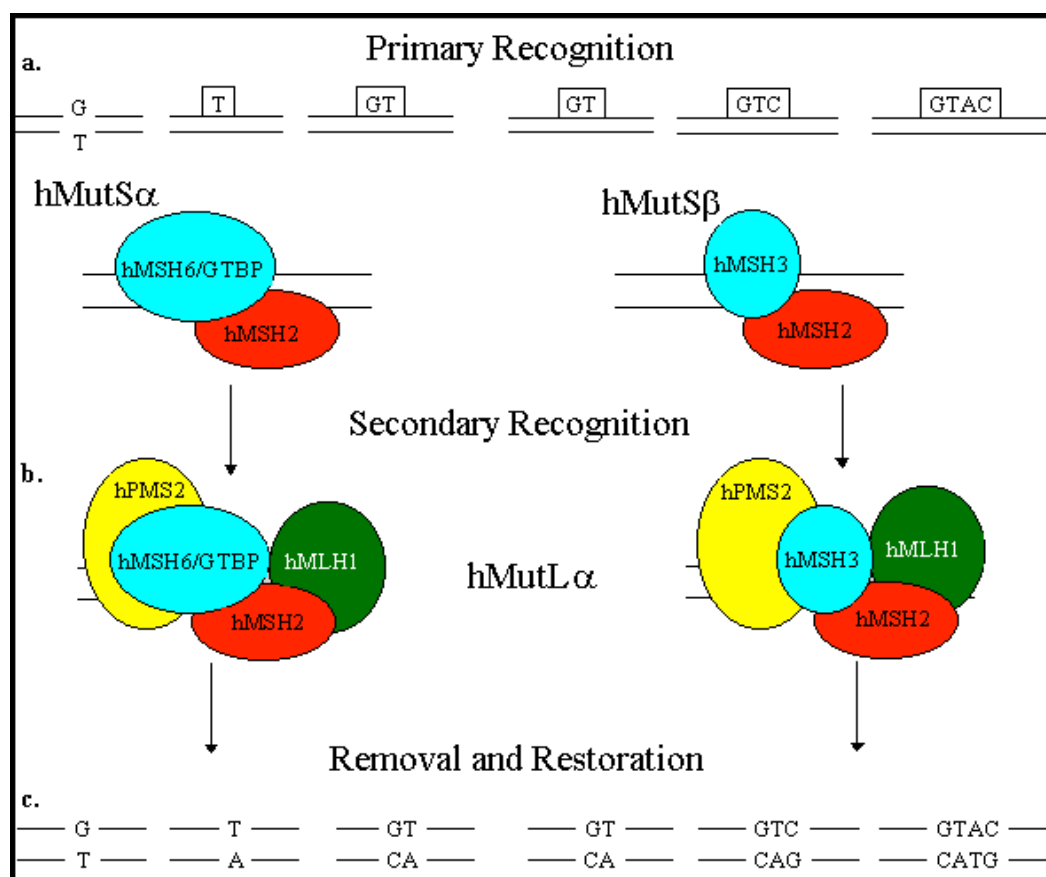 Primary Recognition
a.
G T GT GT GTC GTAC
T
hMutSα hMutSβ
hMSH6/GTBP hMSH3
hMSH2 hMSH2
Secondary Recognition
b.
hPMS2 hPMS2
hMSH6/GTBP hMLH1 hMutLα hMSH3 hMLH1
hMSH2 hMSH2
Removal and Restoration
c.
G T GT GT GTC GTAC
T A CA CA CAG CATG